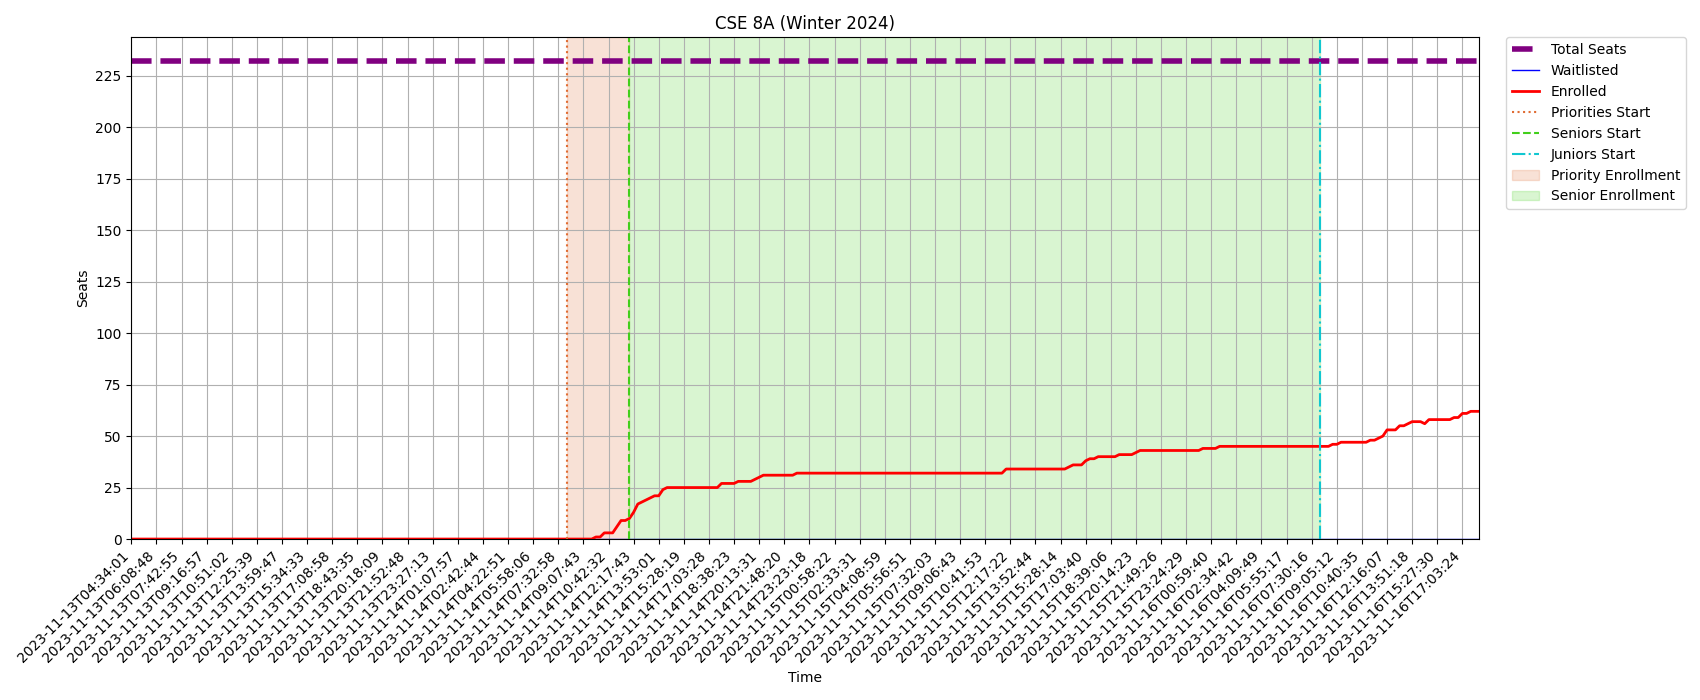 CSE 8A (Winter 2024)
Total Seats
Waitlisted
Enrolled
Priorities Start
Seniors Start
Juniors Start
Priority Enrollment
Senior Enrollment
Seats
225
200
175
150
125
100
75
50
25
0
2023-11-13T04:34:01
2023-11-13T06:08:48
2023-11-13T07:42:55
2023-11-13T09:16:57
2023-11-13T10:51:02
2023-11-13T12:25:39
2023-11-13T13:59:47
2023-11-13T15:34:33
2023-11-13T17:08:58
2023-11-13T18:43:35
2023-11-13T20:18:09
2023-11-13T21:52:48
2023-11-13T23:27:13
2023-11-14T01:07:57
2023-11-14T02:42:44
2023-11-14T04:22:51
2023-11-14T05:58:06
2023-11-14T07:32:58
2023-11-14T09:07:43
2023-11-14T10:42:32
2023-11-14T12:17:43
2023-11-14T13:53:01
2023-11-14T15:28:19
2023-11-14T17:03:28
2023-11-14T18:38:23
2023-11-14T20:13:31
2023-11-14T21:48:20
2023-11-14T23:23:18
2023-11-15T00:58:22
2023-11-15T02:33:31
2023-11-15T04:08:59
2023-11-15T05:56:51
2023-11-15T07:32:03
2023-11-15T09:06:43
2023-11-15T10:41:53
2023-11-15T12:17:22
2023-11-15T13:52:44
2023-11-15T15:28:14
2023-11-15T17:03:40
2023-11-15T18:39:06
2023-11-15T20:14:23
2023-11-15T21:49:26
2023-11-15T23:24:29
2023-11-16T00:59:40
2023-11-16T02:34:42
2023-11-16T04:09:49
2023-11-16T05:55:17
2023-11-16T07:30:16
2023-11-16T09:05:12
2023-11-16T10:40:35
2023-11-16T12:16:07
2023-11-16T13:51:18
2023-11-16T15:27:30
2023-11-16T17:03:24
Time